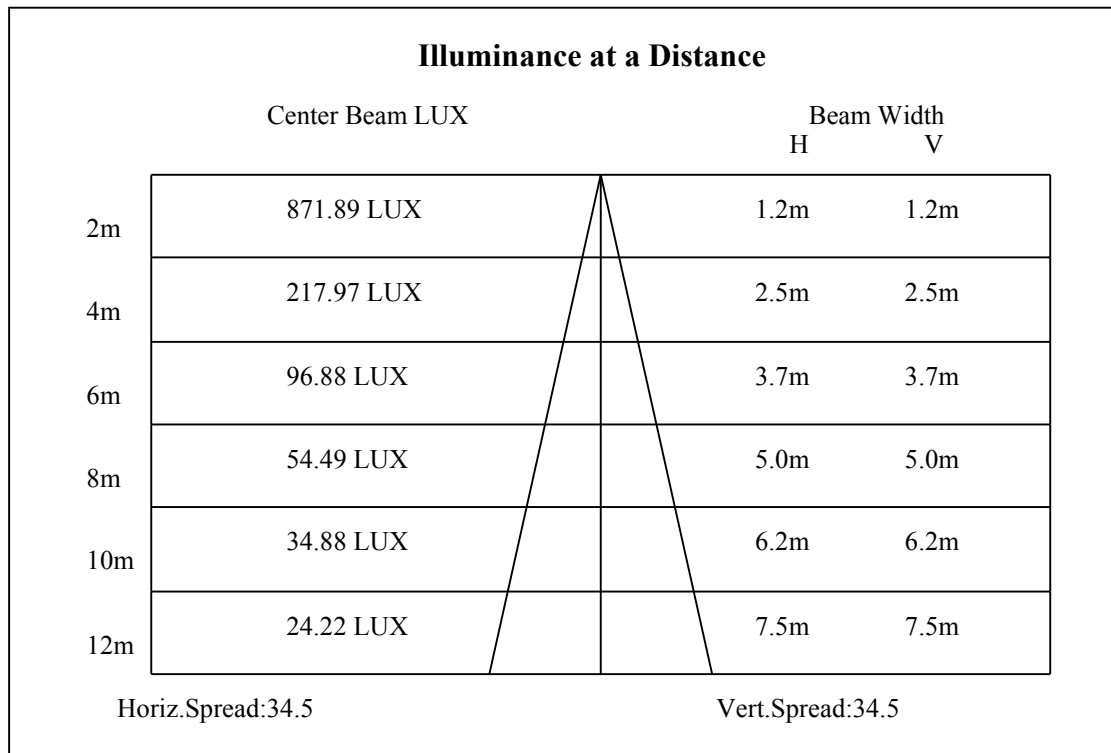 Illuminance at a Distance
Center Beam LUX Beam Width
H V
2m 871.89 LUX 1.2m 1.2m
4m 217.97 LUX 2.5m 2.5m
6m 96.88 LUX 3.7m 3.7m
8m 54.49 LUX 5.0m 5.0m
10m 34.88 LUX 6.2m 6.2m
12m 24.22 LUX 7.5m 7.5m
Horiz.Spread:34.5 Vert.Spread:34.5